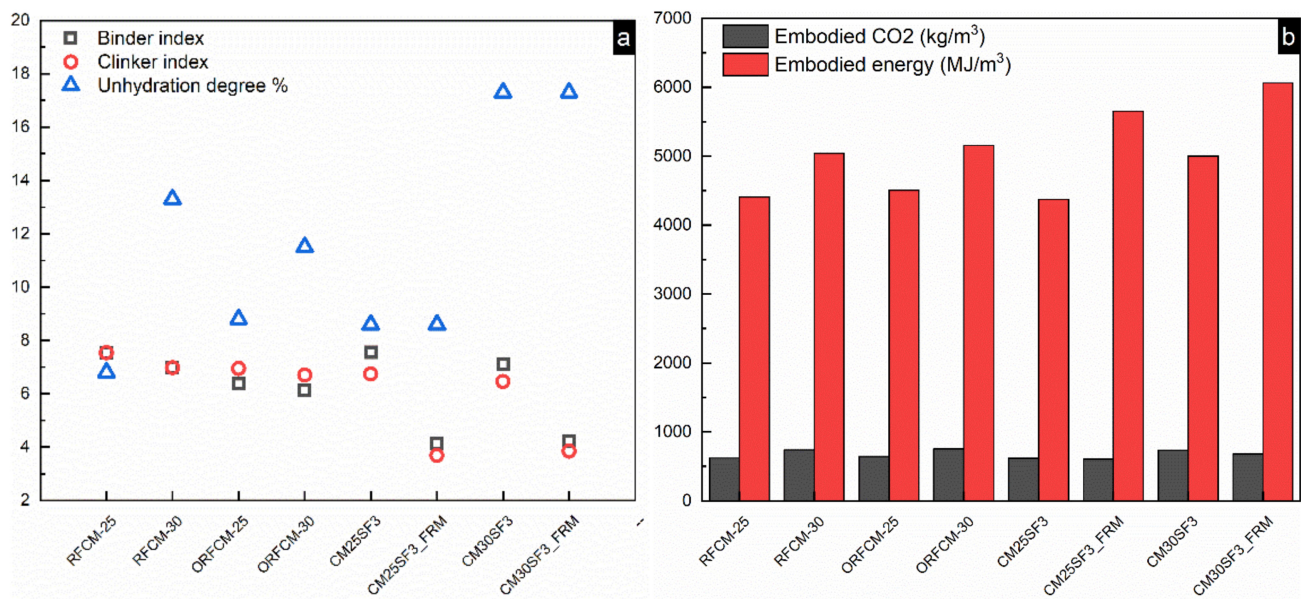 a
Binder index
Clinker index
Unhydration degree %
20
18
16
14
12
10
8
6
4
2
RFCM-25
RFCM-30
ORFCM-25
ORFCM-30
CM25SF3
CM25SF3_FRM
CM30SF3
CM30SF3_FRM
--
b
Embodied CO2 (kg/m³)
Embodied energy (MJ/m³)
7000
6000
5000
4000
3000
2000
1000
0
RFCM-25
RFCM-30
ORFCM-25
ORFCM-30
CM25SF3
CM25SF3_FRM
CM30SF3
CM30SF3_FRM